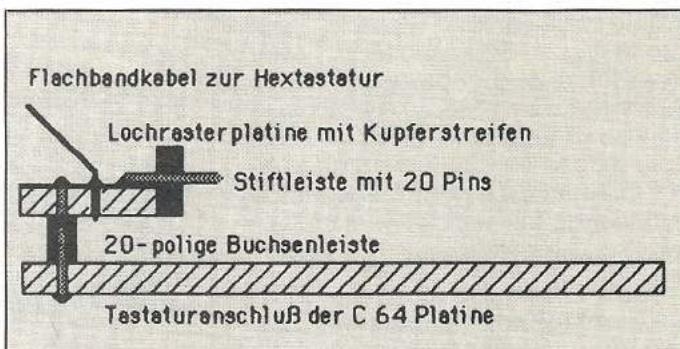 Flachbandkabel zur Hextastatur
Lochrasterplatine mit Kupferstreifen
Stiftleiste mit 20 Pins
20-polige Buchsenleiste
Tastaturanschluß der C 64 Platine